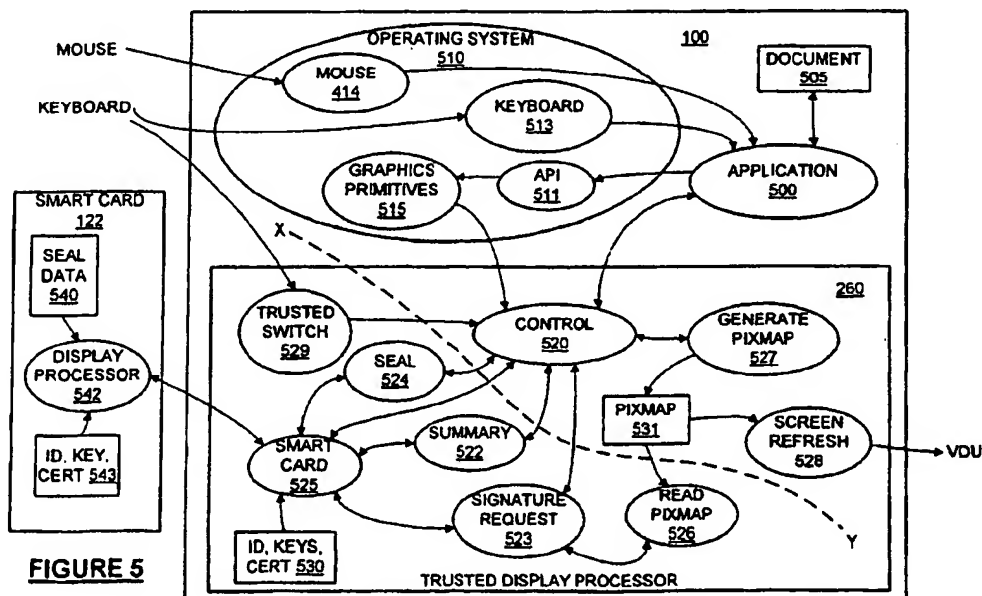 OPERATING SYSTEM
510
100
MOUSE
MOUSE
414
DOCUMENT
505
KEYBOARD
KEYBOARD
513
GRAPHICS
PRIMITIVES
515
API
511
APPLICATION
500
SMART CARD
122
SEAL
DATA
540
DISPLAY
PROCESSOR
542
ID, KEY,
CERT 543
X
260
TRUSTED
SWITCH
529
CONTROL
520
GENERATE
PIXMAP
527
SEAL
524
PIXMAP
531
SCREEN
REFRESH
528
VDU
SUMMARY
522
SMART
CARD
525
SIGNATURE
REQUEST
523
READ
PIXMAP
526
Y
ID, KEYS,
CERT 530
TRUSTED DISPLAY PROCESSOR
FIGURE 5